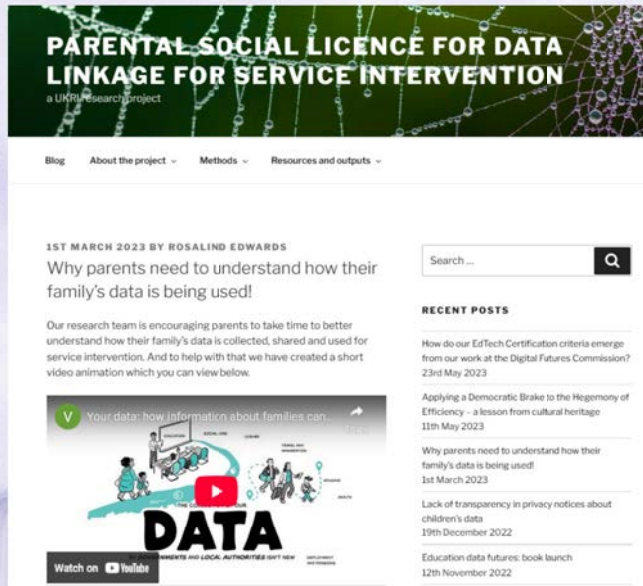 PARENTAL SOCIAL LICENCE FOR DATA
LINKAGE FOR SERVICE INTERVENTION
a UKRI research project
Blog
About the project
Methods
Resources and outputs
1ST MARCH 2023 BY ROSALIND EDWARDS
Why parents need to understand how their
family's data is being used!
Our research team is encouraging parents to take time to better
understand how their family's data is collected, shared and used for
service intervention. And to help with that we have created a short
video animation which you can view below.
V
Your data: how information about families can...
EDUCATION
HEALTH
DATA
GOVERNMENTS AND LOCAL AUTHORITIES ISN'T NEW
Watch on YouTube
Search ...
RECENT POSTS
How do our EdTech Certification criteria emerge
from our work at the Digital Futures Commission?
23rd May 2023
Applying a Democratic Brake to the Hegemony of
Efficiency – a lesson from cultural heritage
11th May 2023
Why parents need to understand how their
family's data is being used!
1st March 2023
Lack of transparency in privacy notices about
children's data
19th December 2022
Education data futures: book launch
12th November 2022